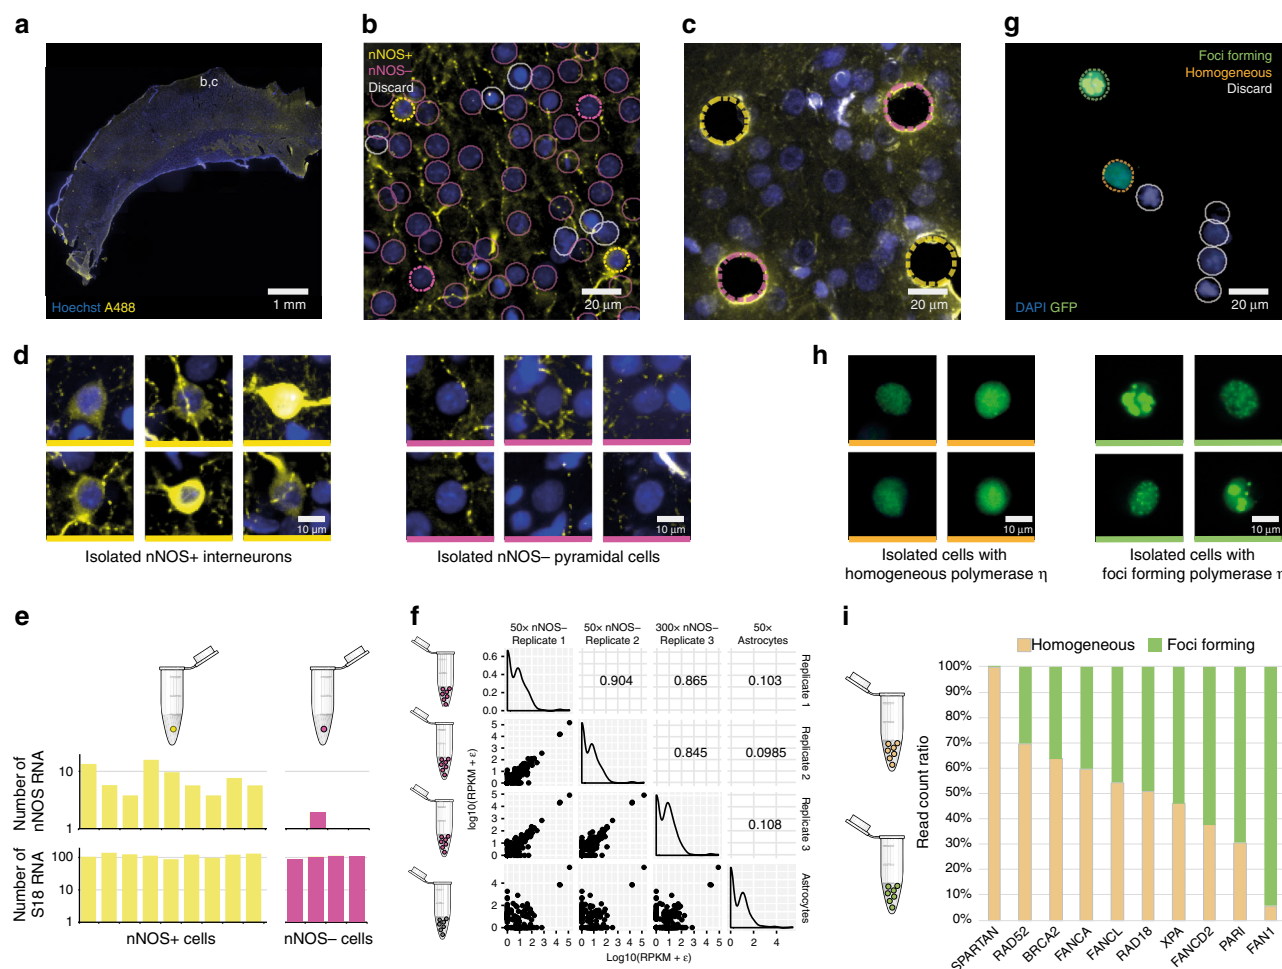 a
b,c
Hoechst A488
1 mm
b
nNOS+
nNOS–
Discard
20 μm
c
20 μm
g
Foci forming
Homogeneous
Discard
DAPI GFP
20 μm
d
10 μm
Isolated nNOS+ interneurons
10 μm
Isolated nNOS– pyramidal cells
h
10 μm
Isolated cells with
homogeneous polymerase η
10 μm
Isolated cells with
foci forming polymerase η
e
Number of
nNOS RNA
10
1
Number of
S18 RNA
100
10
1
nNOS+ cells
nNOS– cells
f
50× nNOS–
Replicate 1
50× nNOS–
Replicate 2
300× nNOS–
Replicate 3
50×
Astrocytes
0.6
0.4
0.2
0.0
0.904
0.865
0.103
Replicate 1
5
4
3
2
1
0
0.845
0.0985
Replicate 2
5
4
3
2
1
0
0.108
Replicate 3
5
4
3
2
1
0
Astrocytes
log10(RPKM + ε)
0 1 2 3 4 5
0 1 2 3 4 5
0 1 2 3 4 5
0 2 4
Log10(RPKM + ε)
i
Homogeneous
Foci forming
Read count ratio
100%
90%
80%
70%
60%
50%
40%
30%
20%
10%
0%
SPARTAN
RAD52
BRCA2
FANCA
FANCL
RAD18
XPA
FANCD2
PARI
FAN1